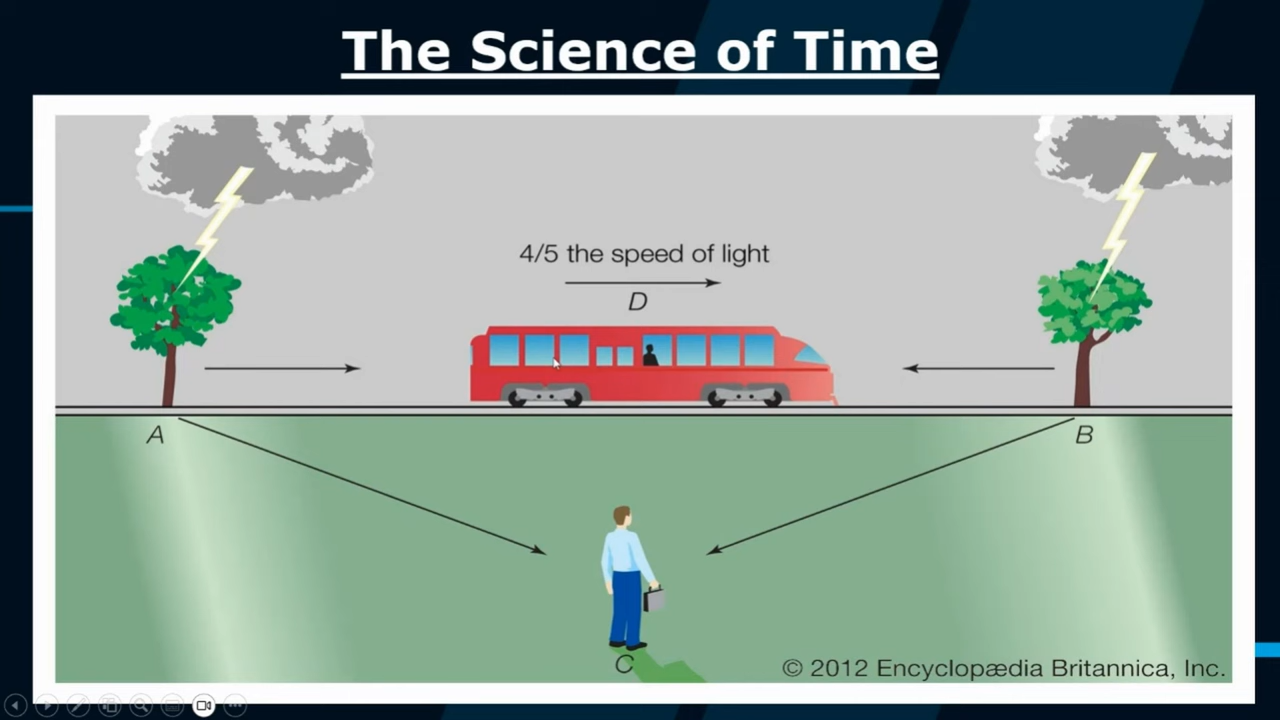 The Science of Time
4/5 the speed of light
D
A
B
C
© 2012 Encyclopædia Britannica, Inc.